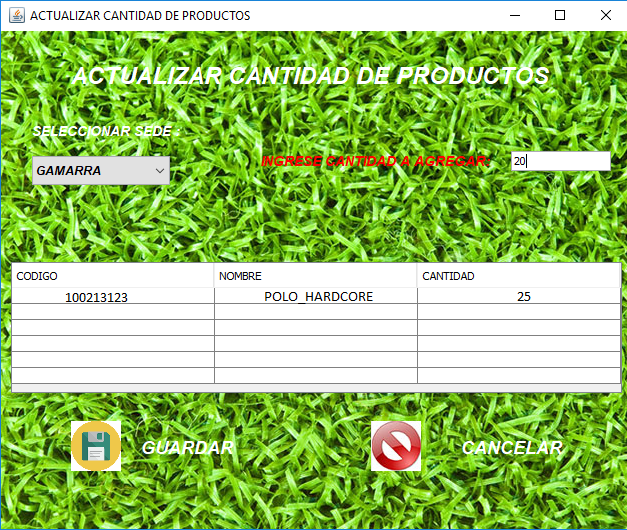 ACTUALIZAR CANTIDAD DE PRODUCTOS
ACTUALIZAR CANTIDAD DE PRODUCTOS
SELECCIONAR SEDE :
GAMARRA
INGRESE CANTIDAD A AGREGAR: 20
CODIGO NOMBRE CANTIDAD
100213123 POLO_HARDCORE 25
GUARDAR CANCELAR